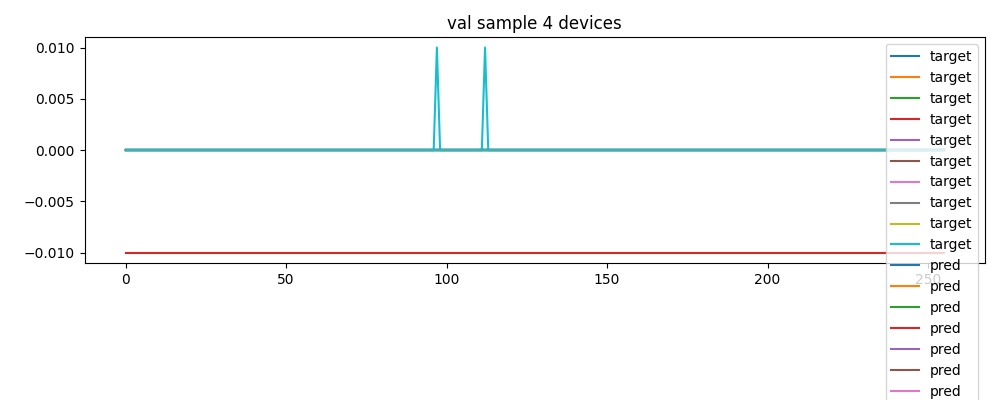 val sample 4 devices
0.010
0.005
0.000
−0.005
−0.010
0
50
100
150
200
250
target
target
target
target
target
target
target
target
target
target
pred
pred
pred
pred
pred
pred
pred